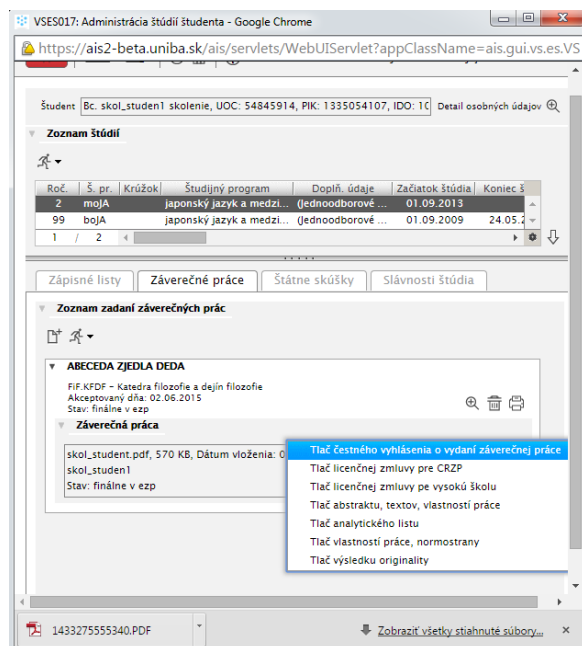 VSES017: Administrácia štúdií študenta - Google Chrome
https://ais2-beta.uniba.sk/ais/servlets/WebUIServlet?appClassName=ais.gui.vs.es.VS
Študent Bc. skol_studen1 skolenie, UOC: 54845914, PIK: 1335054107, IDO: 10 Detail osobných údajov
Zoznam štúdií
Roč. Š. pr. Krúžok Študijný program Doplň. údaje Začiatok štúdia Koniec š
2 moJA japonský jazyk a medzi... (jednoodborové ... 01.09.2013
99 boJA japonský jazyk a medzi... (jednoodborové ... 01.09.2009 24.05.2
1 / 2
Zápisné listy Záverečné práce Štátne skúšky Slávnosti štúdia
Zoznam zadaní záverečných prác
ABECEDA ZJEDLA DEDA
FiF.KFDF - Katedra filozofie a dejín filozofie
Akceptovaný dňa: 02.06.2015
Stav: finálne v ezp
Záverečná práca
skol_student.pdf, 570 KB, Dátum vloženia: 0
skol_studen1
Stav: finálne v ezp
Tlač čestného vyhlásenia o vydaní záverečnej práce
Tlač licenčnej zmluvy pre CRZP
Tlač licenčnej zmluvy pe vysokú školu
Tlač abstraktu, textov, vlastností práce
Tlač analytického listu
Tlač vlastností práce, normostrany
Tlač výsledku originality
1433275555340.PDF
Zobraziť všetky stiahnuté súbory...